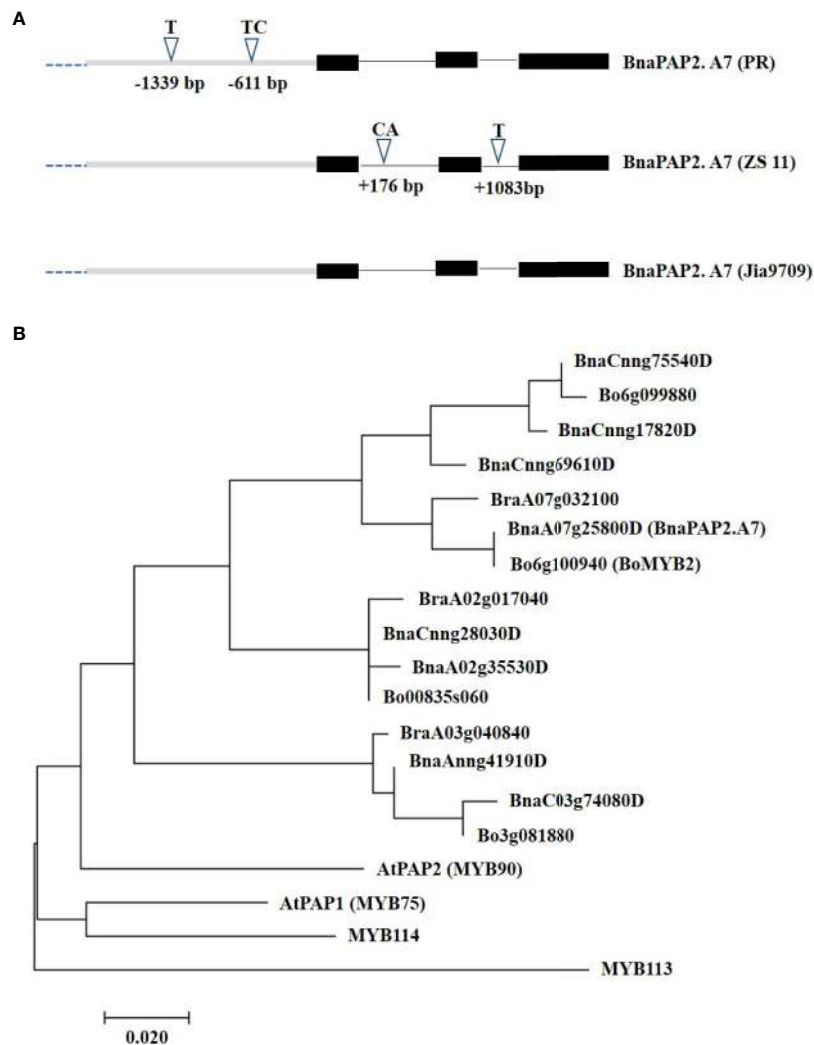 A
T TC
-1339 bp -611 bp
BnaPAP2. A7 (PR)
CA T
+176 bp +1083bp
BnaPAP2. A7 (ZS 11)
BnaPAP2. A7 (Jia9709)
B
BnaCnng75540D
Bo6g099880
BnaCnng17820D
BnaCnng69610D
BraA07g032100
BnaA07g25800D (BnaPAP2.A7)
Bo6g100940 (BoMYB2)
BraA02g017040
BnaCnng28030D
BnaA02g35530D
Bo00835s060
BraA03g040840
BnaAnng41910D
BnaC03g74080D
Bo3g081880
AtPAP2 (MYB90)
AtPAP1 (MYB75)
MYB114
MYB113
0.020